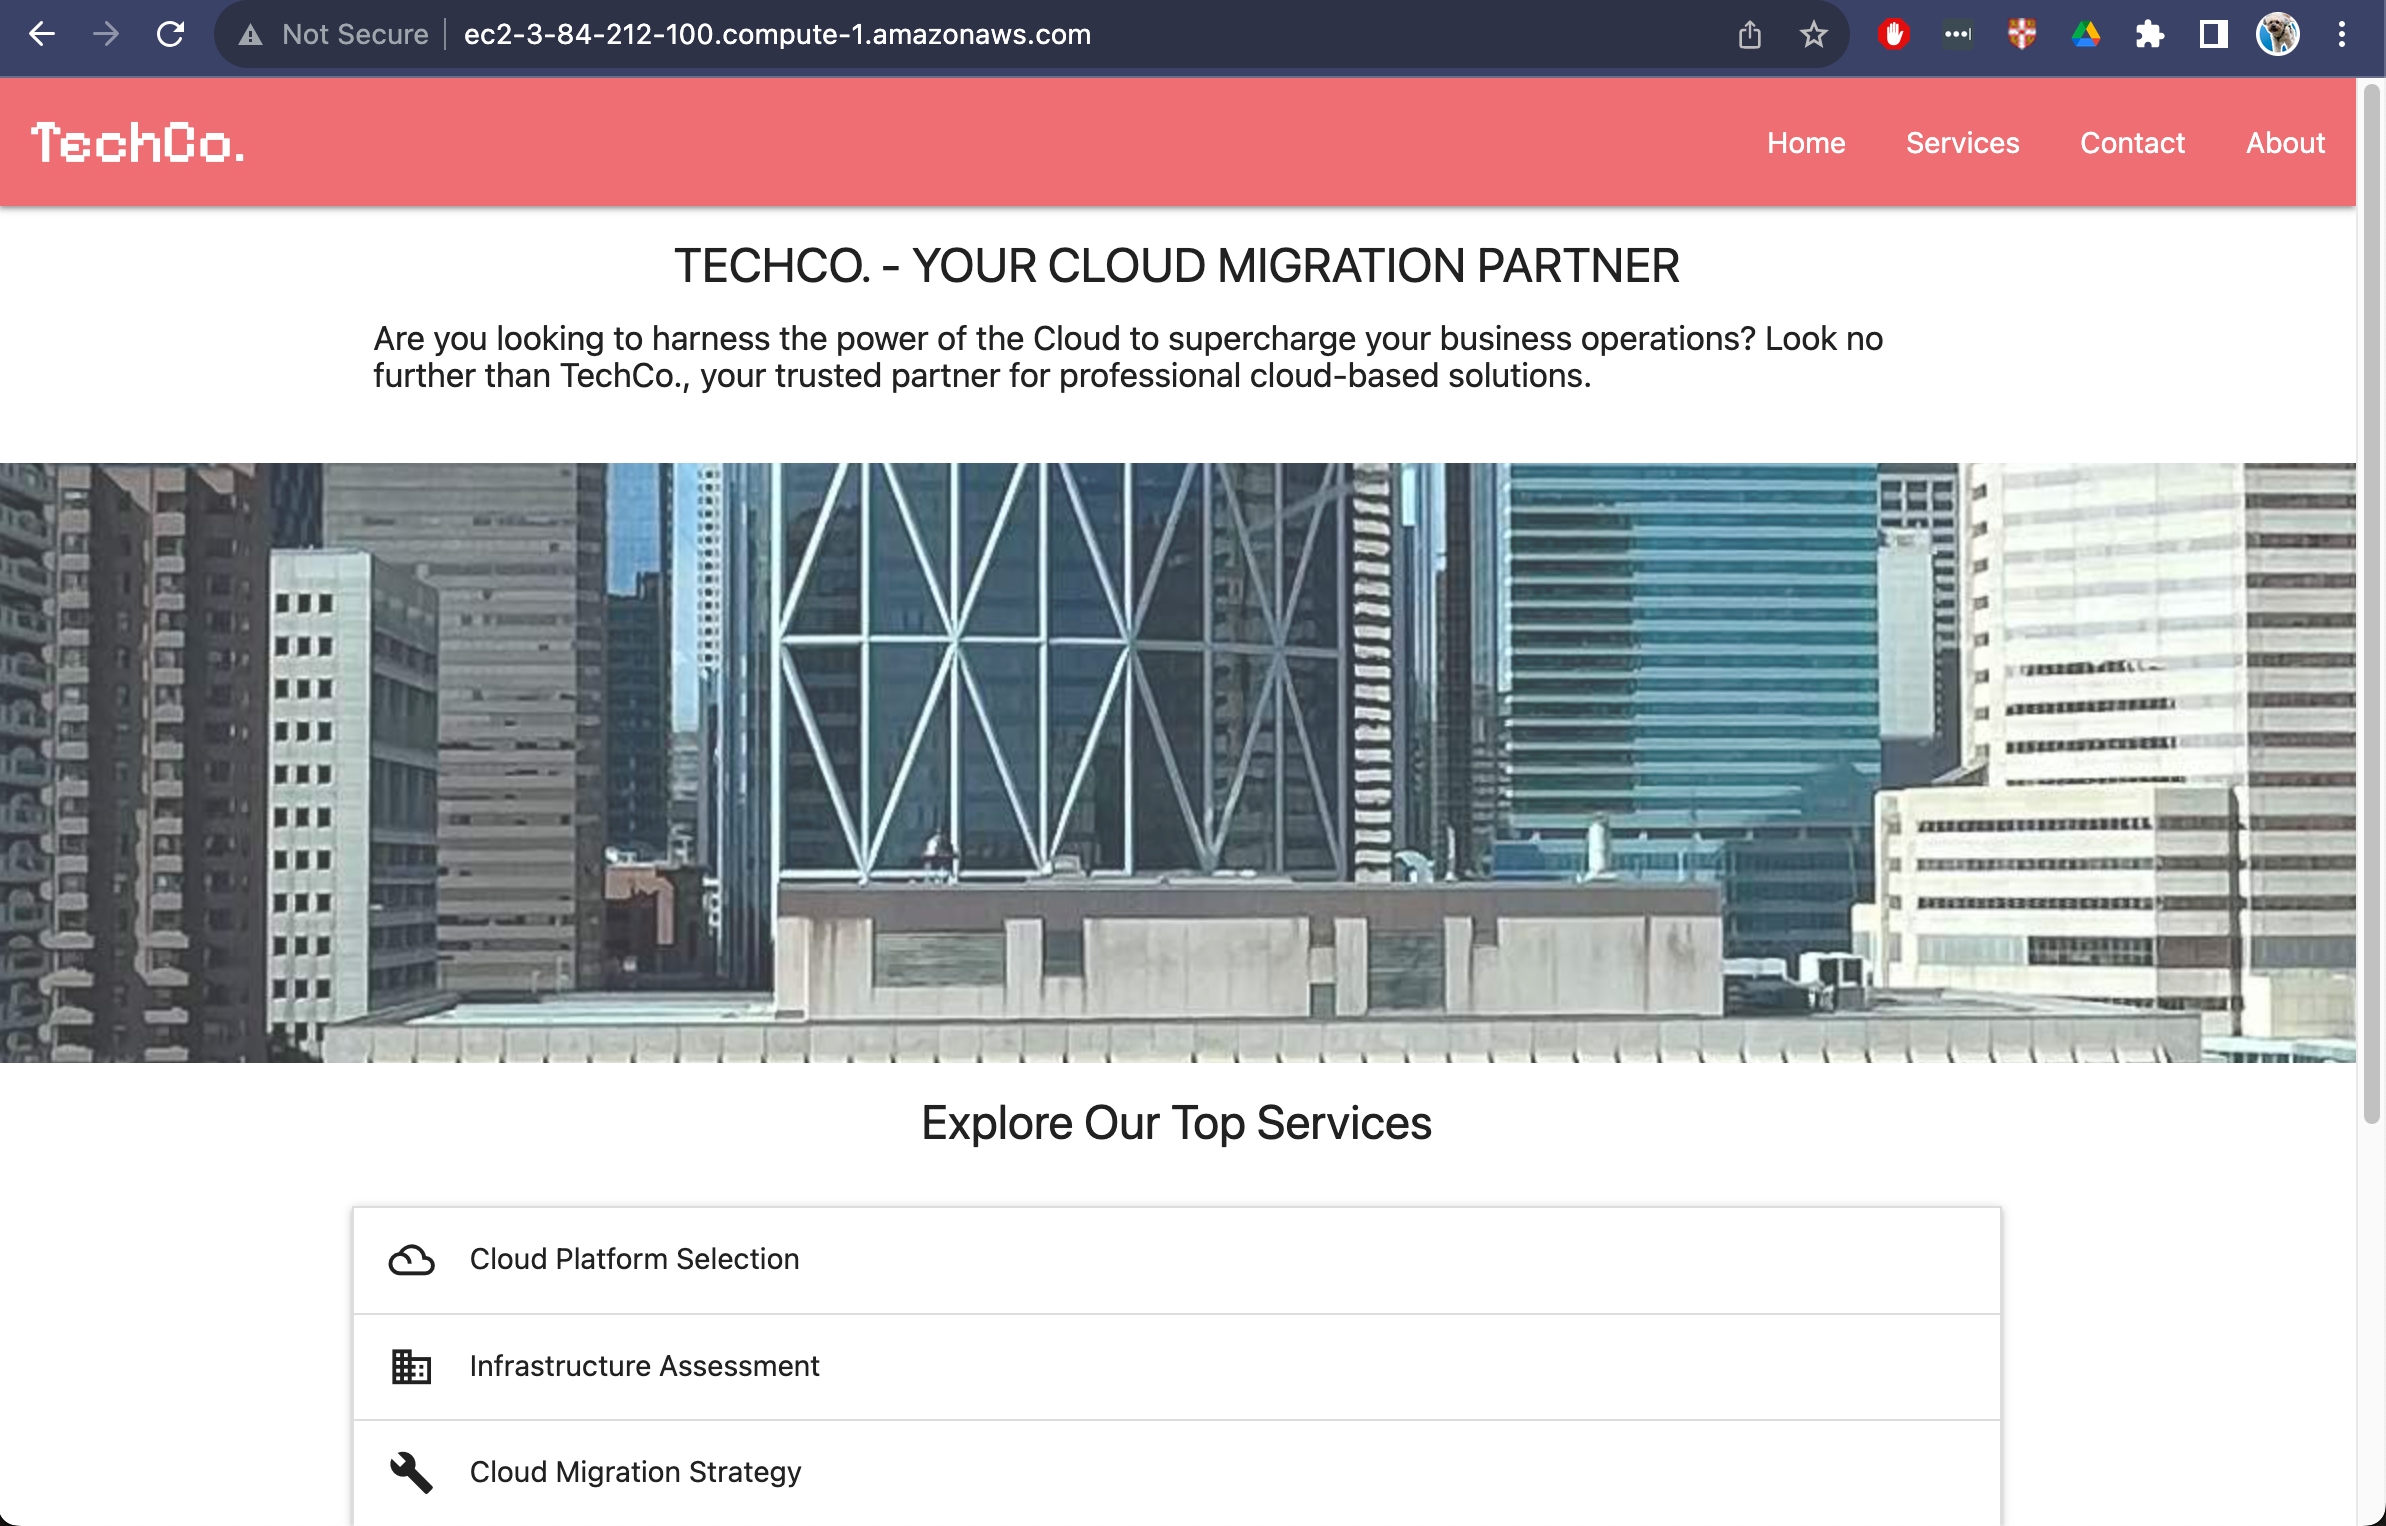 Not Secure ec2-3-84-212-100.compute-1.amazonaws.com
TechCo. Home Services Contact About
TECHCO. - YOUR CLOUD MIGRATION PARTNER
Are you looking to harness the power of the Cloud to supercharge your business operations? Look no
further than TechCo., your trusted partner for professional cloud-based solutions.
Explore Our Top Services
Cloud Platform Selection
Infrastructure Assessment
Cloud Migration Strategy